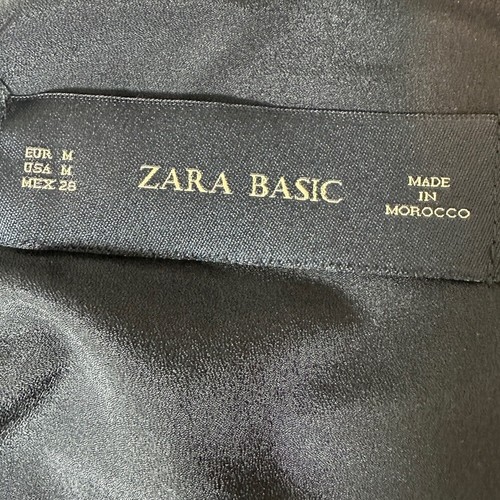 EUR M
USA M
MEX 28
ZARA BASIC
MADE
IN
MOROCCO